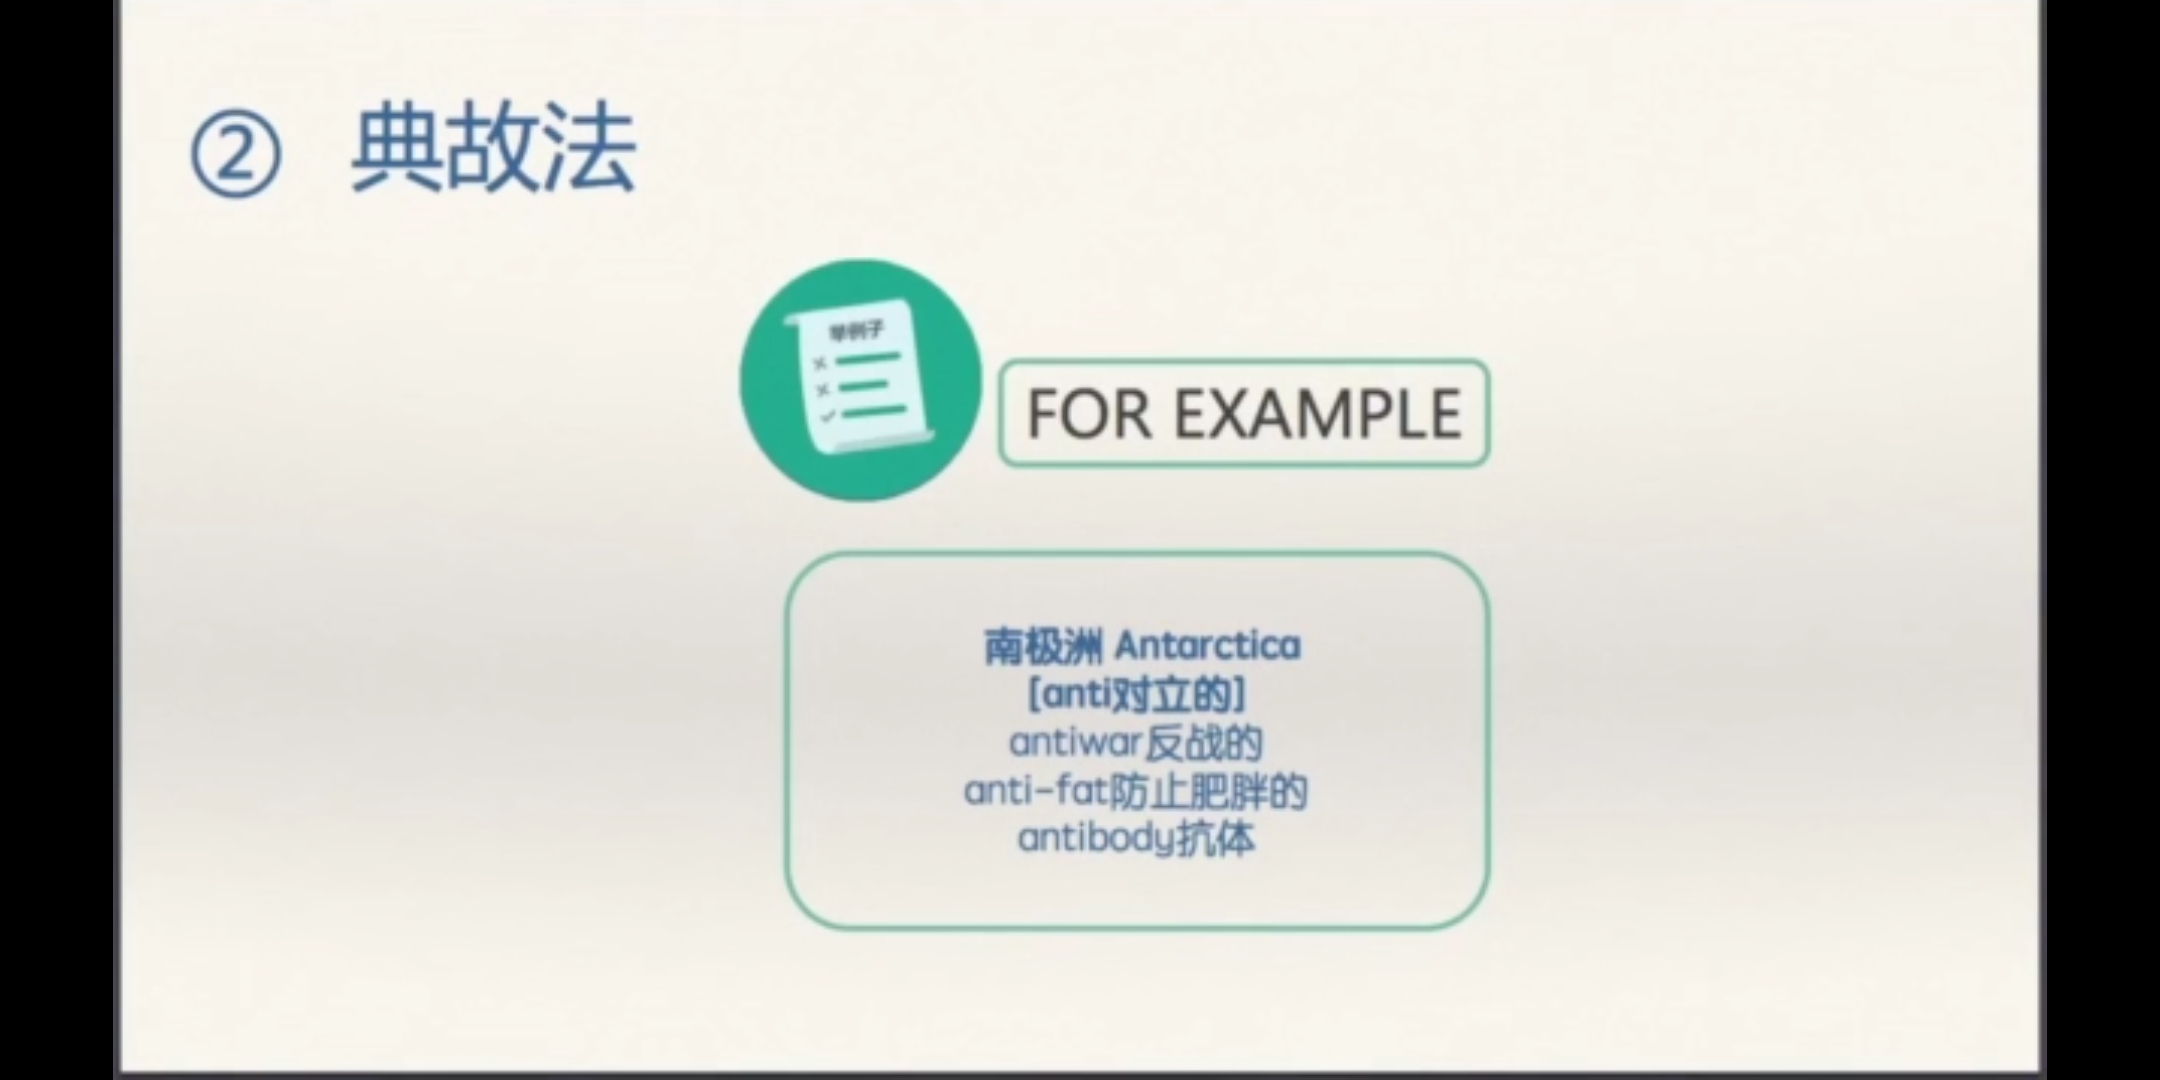 ② 典故法
举例子
FOR EXAMPLE
南极洲 Antarctica
[anti对立的]
antiwar反战的
anti-fat防止肥胖的
antibody抗体